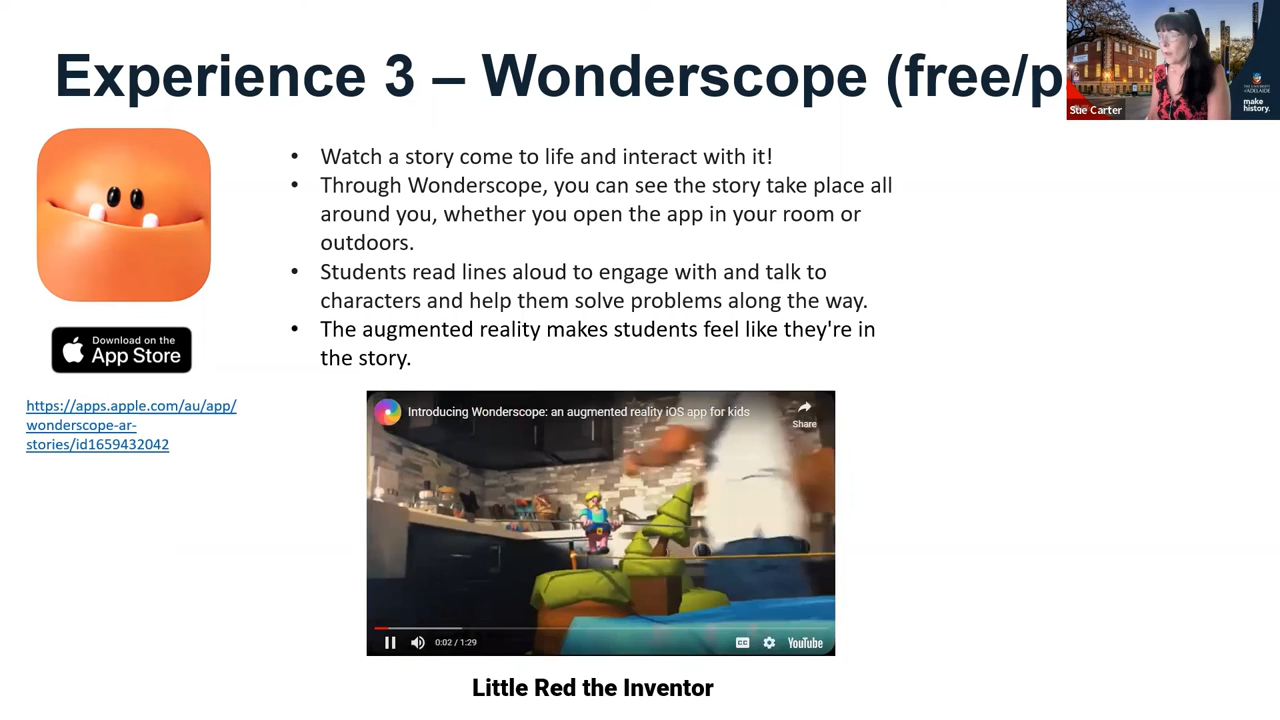 Experience 3 – Wonderscope (free/p
Sue Carter
THE UNIVERSITY
of ADELAIDE
make
history.
• Watch a story come to life and interact with it!
• Through Wonderscope, you can see the story take place all
around you, whether you open the app in your room or
outdoors.
• Students read lines aloud to engage with and talk to
characters and help them solve problems along the way.
• The augmented reality makes students feel like they're in
the story.
Download on the
App Store
https://apps.apple.com/au/app/
wonderscope-ar-
stories/id1659432042
Introducing Wonderscope: an augmented reality iOS app for kids
Share
0:02 / 1:29
CC
YouTube
Little Red the Inventor